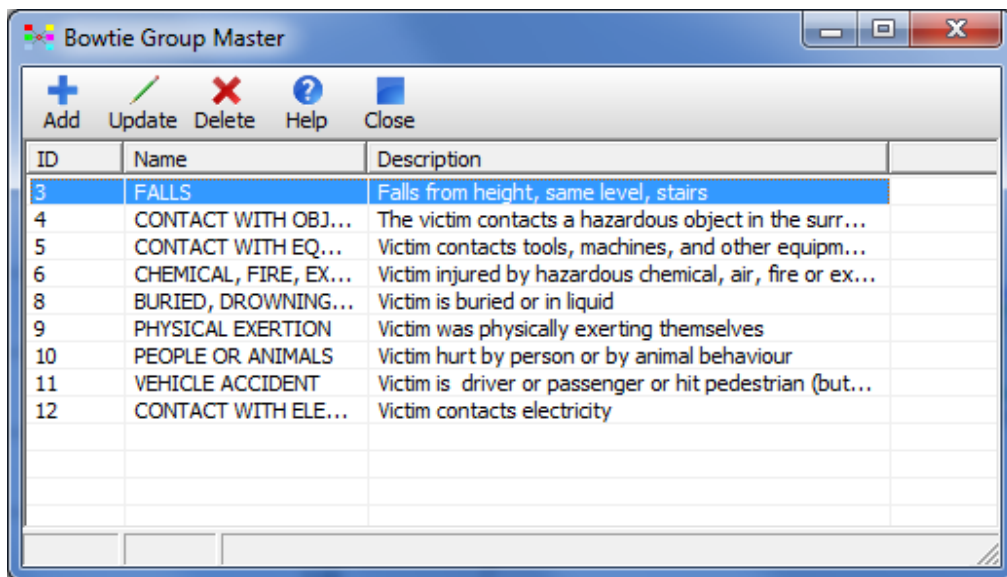 Bowtie Group Master
Add Update Delete Help Close
ID Name Description
3 FALLS Falls from height, same level, stairs
4 CONTACT WITH OBJ... The victim contacts a hazardous object in the surr...
5 CONTACT WITH EQ... Victim contacts tools, machines, and other equipm...
6 CHEMICAL, FIRE, EX... Victim injured by hazardous chemical, air, fire or ex...
8 BURIED, DROWNING... Victim is buried or in liquid
9 PHYSICAL EXERTION Victim was physically exerting themselves
10 PEOPLE OR ANIMALS Victim hurt by person or by animal behaviour
11 VEHICLE ACCIDENT Victim is driver or passenger or hit pedestrian (but...
12 CONTACT WITH ELE... Victim contacts electricity